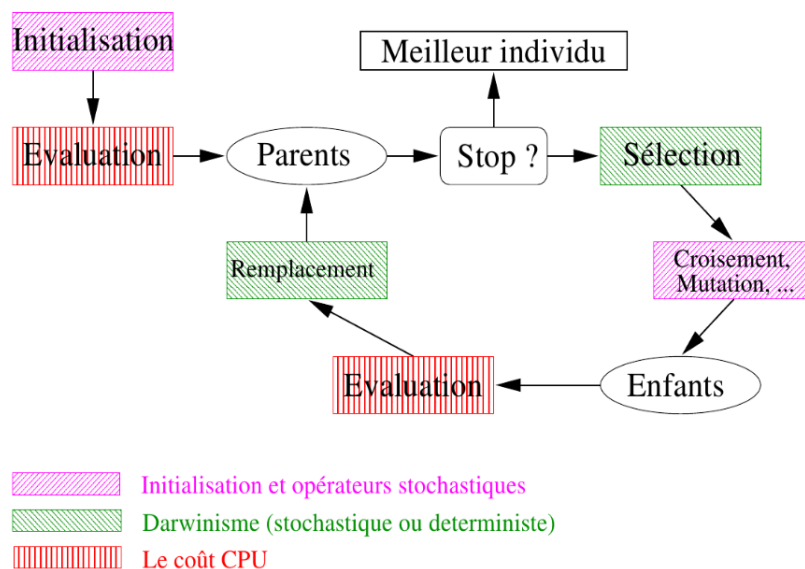 Initialisation
Meilleur individu
Evaluation
Parents
Stop ?
Sélection
Remplacement
Croisement,
Mutation, ...
Evaluation
Enfants
Initialisation et opérateurs stochastiques
Darwinisme (stochastique ou deterministe)
Le coût CPU